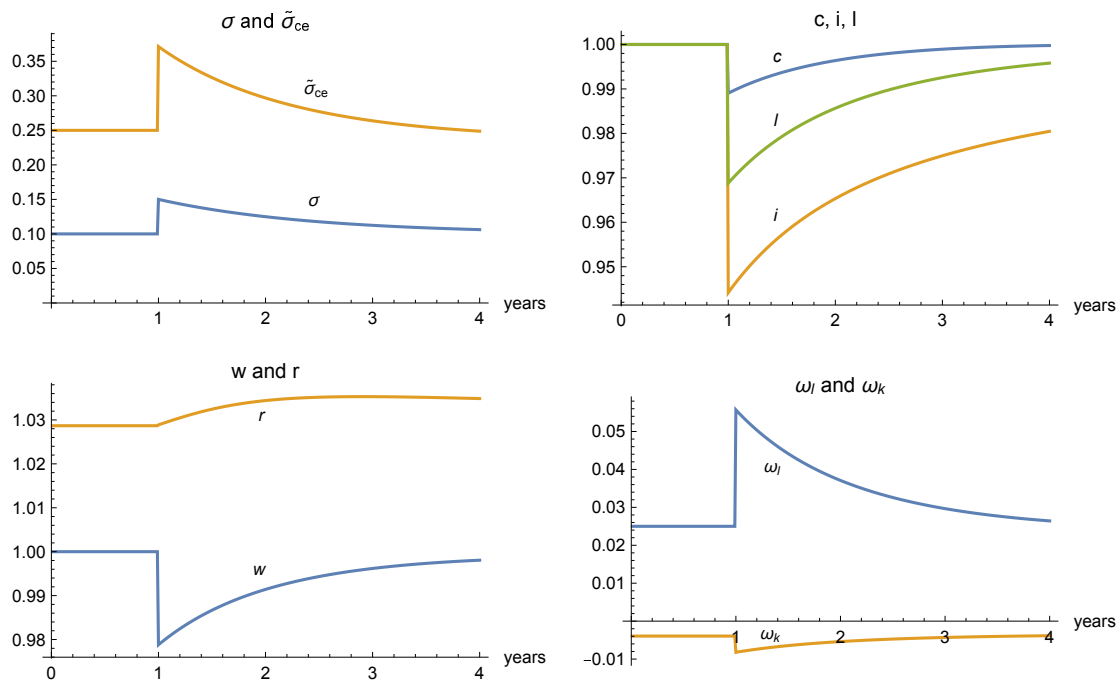 σ and σ̃ce
0.35
0.30
0.25
0.20
0.15
0.10
0.05
σ̃ce
σ
0 1 2 3 4 years
c, i, l
1.00
0.99
0.98
0.97
0.96
0.95
c
l
i
0 1 2 3 4 years
w and r
1.03
1.02
1.01
1.00
0.99
0.98
r
w
0 1 2 3 4 years
ωl and ωk
0.05
0.04
0.03
0.02
0.01
-0.01
ωl
ωk
1 2 3 4 years